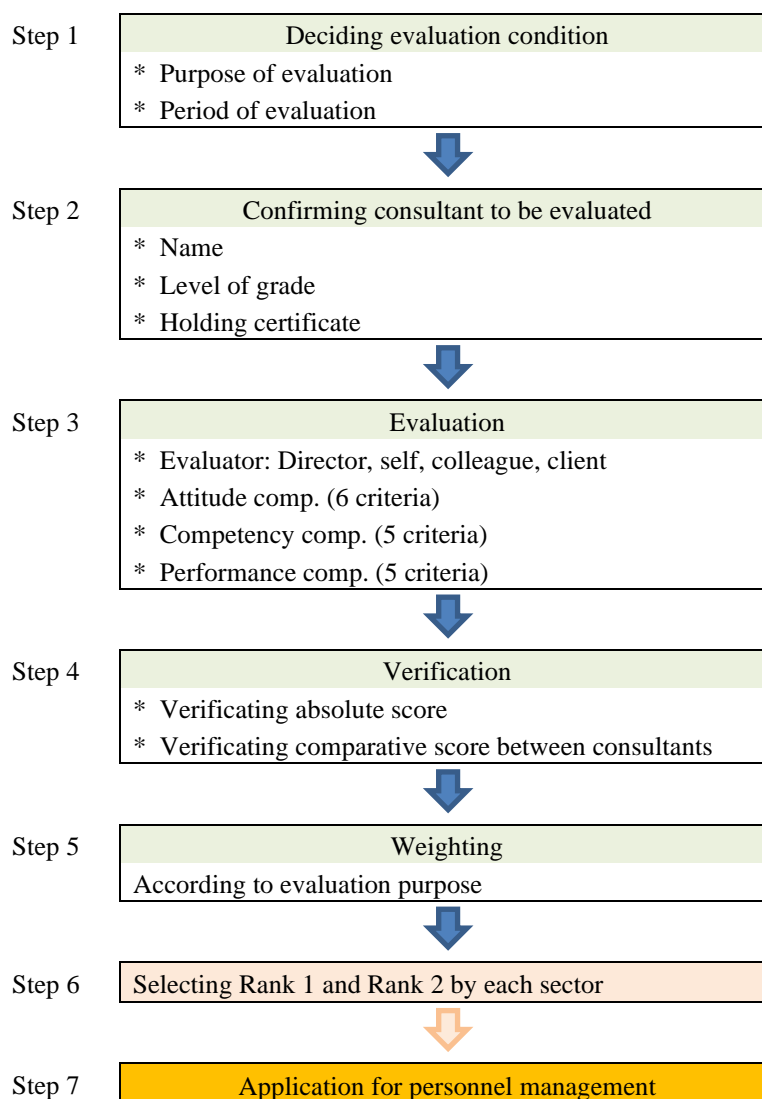 Step 1
Deciding evaluation condition
* Purpose of evaluation
* Period of evaluation
Step 2
Confirming consultant to be evaluated
* Name
* Level of grade
* Holding certificate
Step 3
Evaluation
* Evaluator: Director, self, colleague, client
* Attitude comp. (6 criteria)
* Competency comp. (5 criteria)
* Performance comp. (5 criteria)
Step 4
Verification
* Verificating absolute score
* Verificating comparative score between consultants
Step 5
Weighting
According to evaluation purpose
Step 6
Selecting Rank 1 and Rank 2 by each sector
Step 7
Application for personnel management